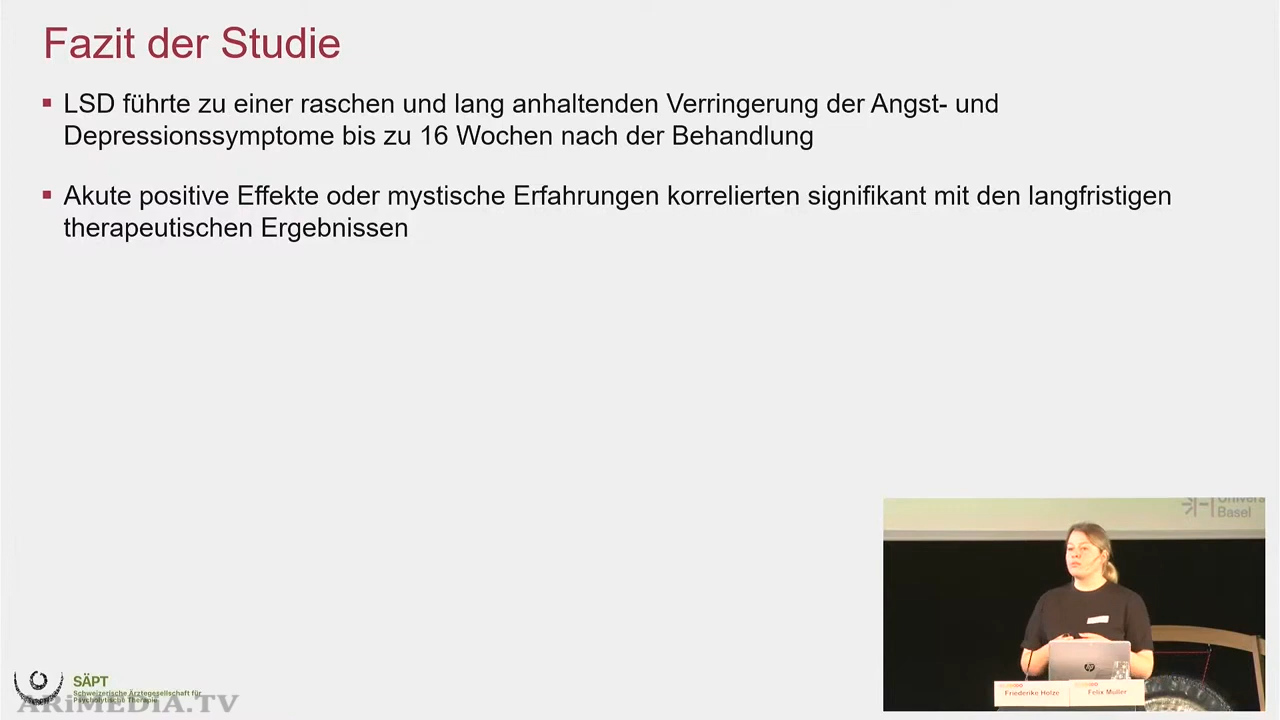 Fazit der Studie
LSD führte zu einer raschen und lang anhaltenden Verringerung der Angst- und
Depressionssymptome bis zu 16 Wochen nach der Behandlung
Akute positive Effekte oder mystische Erfahrungen korrelierten signifikant mit den langfristigen
therapeutischen Ergebnissen
Basel
hp
Friederike Holze
Felix Müller
SÄPT
Schweizerische Ärztegesellschaft für
Psycholytische Therapie
ARiMEDIA.TV